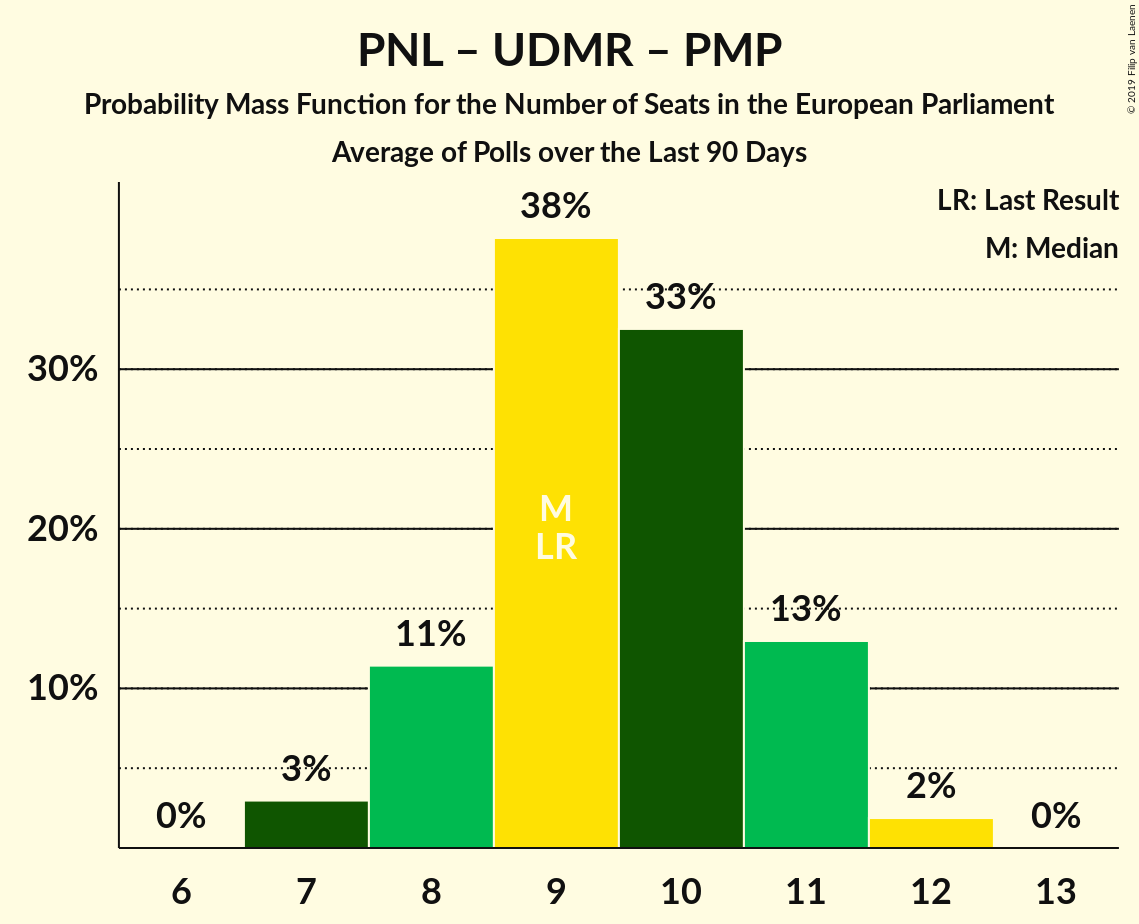 PNL – UDMR – PMP
Probability Mass Function for the Number of Seats in the European Parliament
Average of Polls over the Last 90 Days
© 2019 Filip van Laenen
LR: Last Result
M: Median
38%
33%
30%
M
LR
20%
13%
11%
10%
3%
2%
0%
0%
6 7 8 9 10 11 12 13